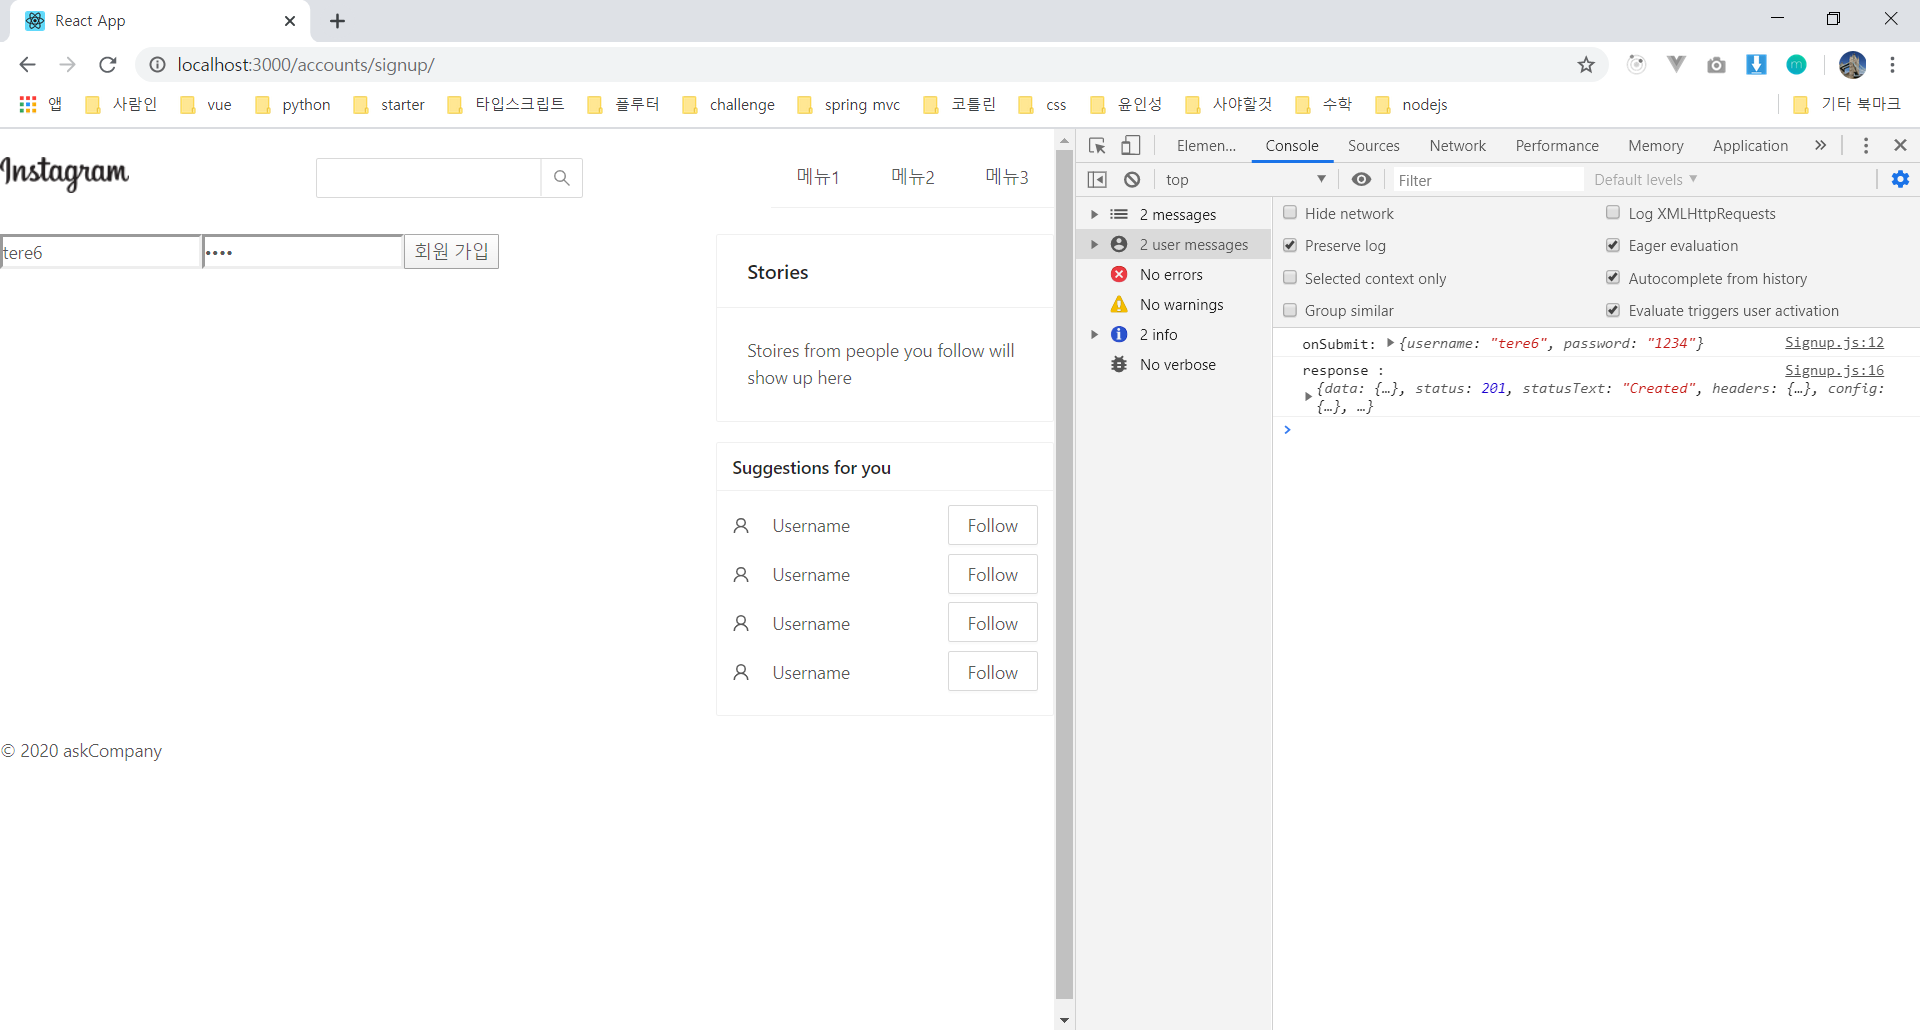 React App
localhost:3000/accounts/signup/
앱 사람인 vue python starter 타입스크립트 플루터 challenge spring mvc 코틀린 css 윤인성 사야할것 수학 nodejs 기타 북마크
Instagram
메뉴1 메뉴2 메뉴3
tere6 •••• 회원 가입
Stories
Stoires from people you follow will
show up here
Suggestions for you
Username Follow
Username Follow
Username Follow
Username Follow
© 2020 askCompany
Elemen... Console Sources Network Performance Memory Application »
top Filter Default levels
2 messages
2 user messages
No errors
No warnings
2 info
No verbose
Hide network Log XMLHttpRequests
Preserve log Eager evaluation
Selected context only Autocomplete from history
Group similar Evaluate triggers user activation
onSubmit: {username: "tere6", password: "1234"} Signup.js:12
response : Signup.js:16
{data: {…}, status: 201, statusText: "Created", headers: {…}, config:
{…}, …}